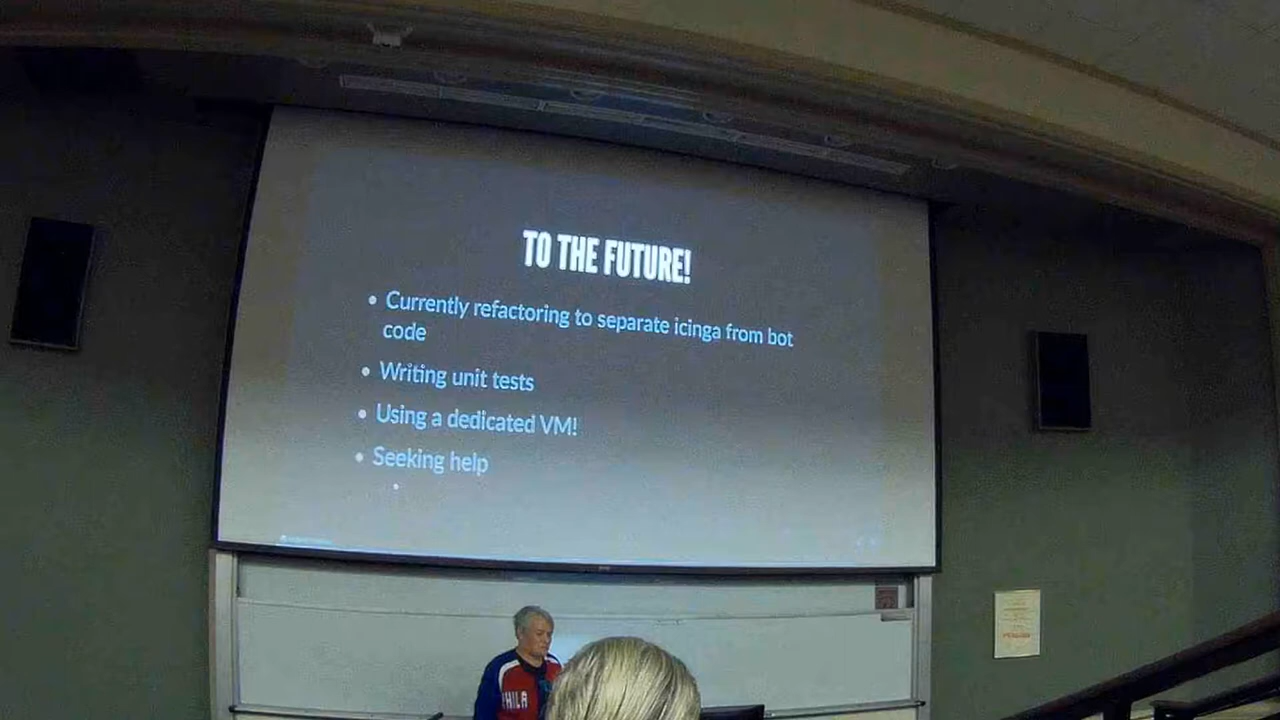 TO THE FUTURE!
• Currently refactoring to separate icinga from bot
code
• Writing unit tests
• Using a dedicated VM!
• Seeking help
HILA